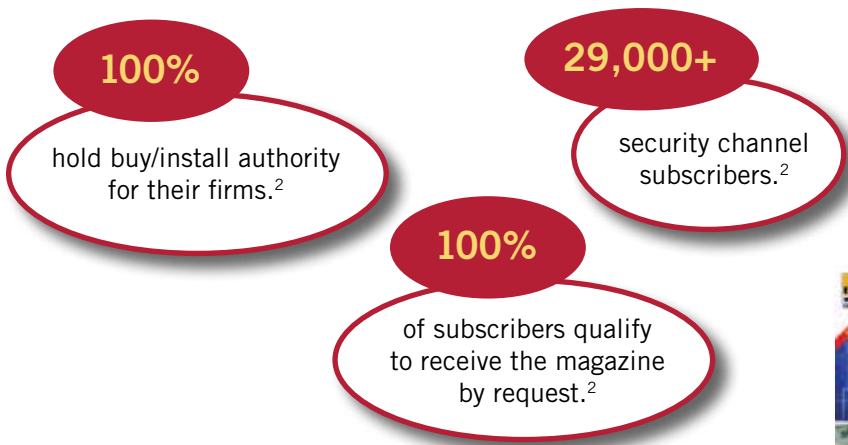 100%
hold buy/install authority
for their firms.²
29,000+
security channel
subscribers.²
100%
of subscribers qualify
to receive the magazine
by request.²